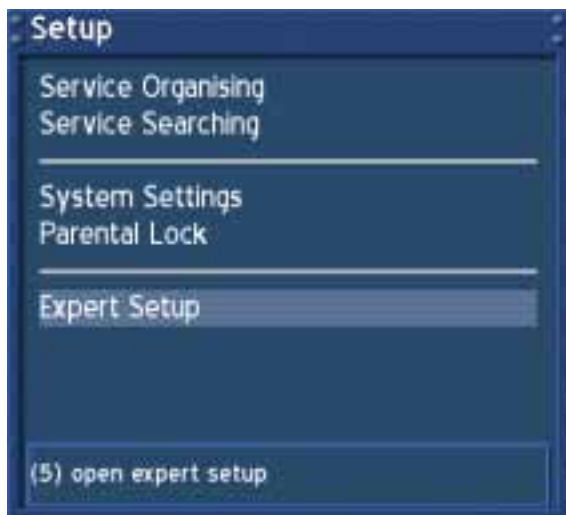 Setup
Service Organising
Service Searching
System Settings
Parental Lock
Expert Setup
(5) open expert setup